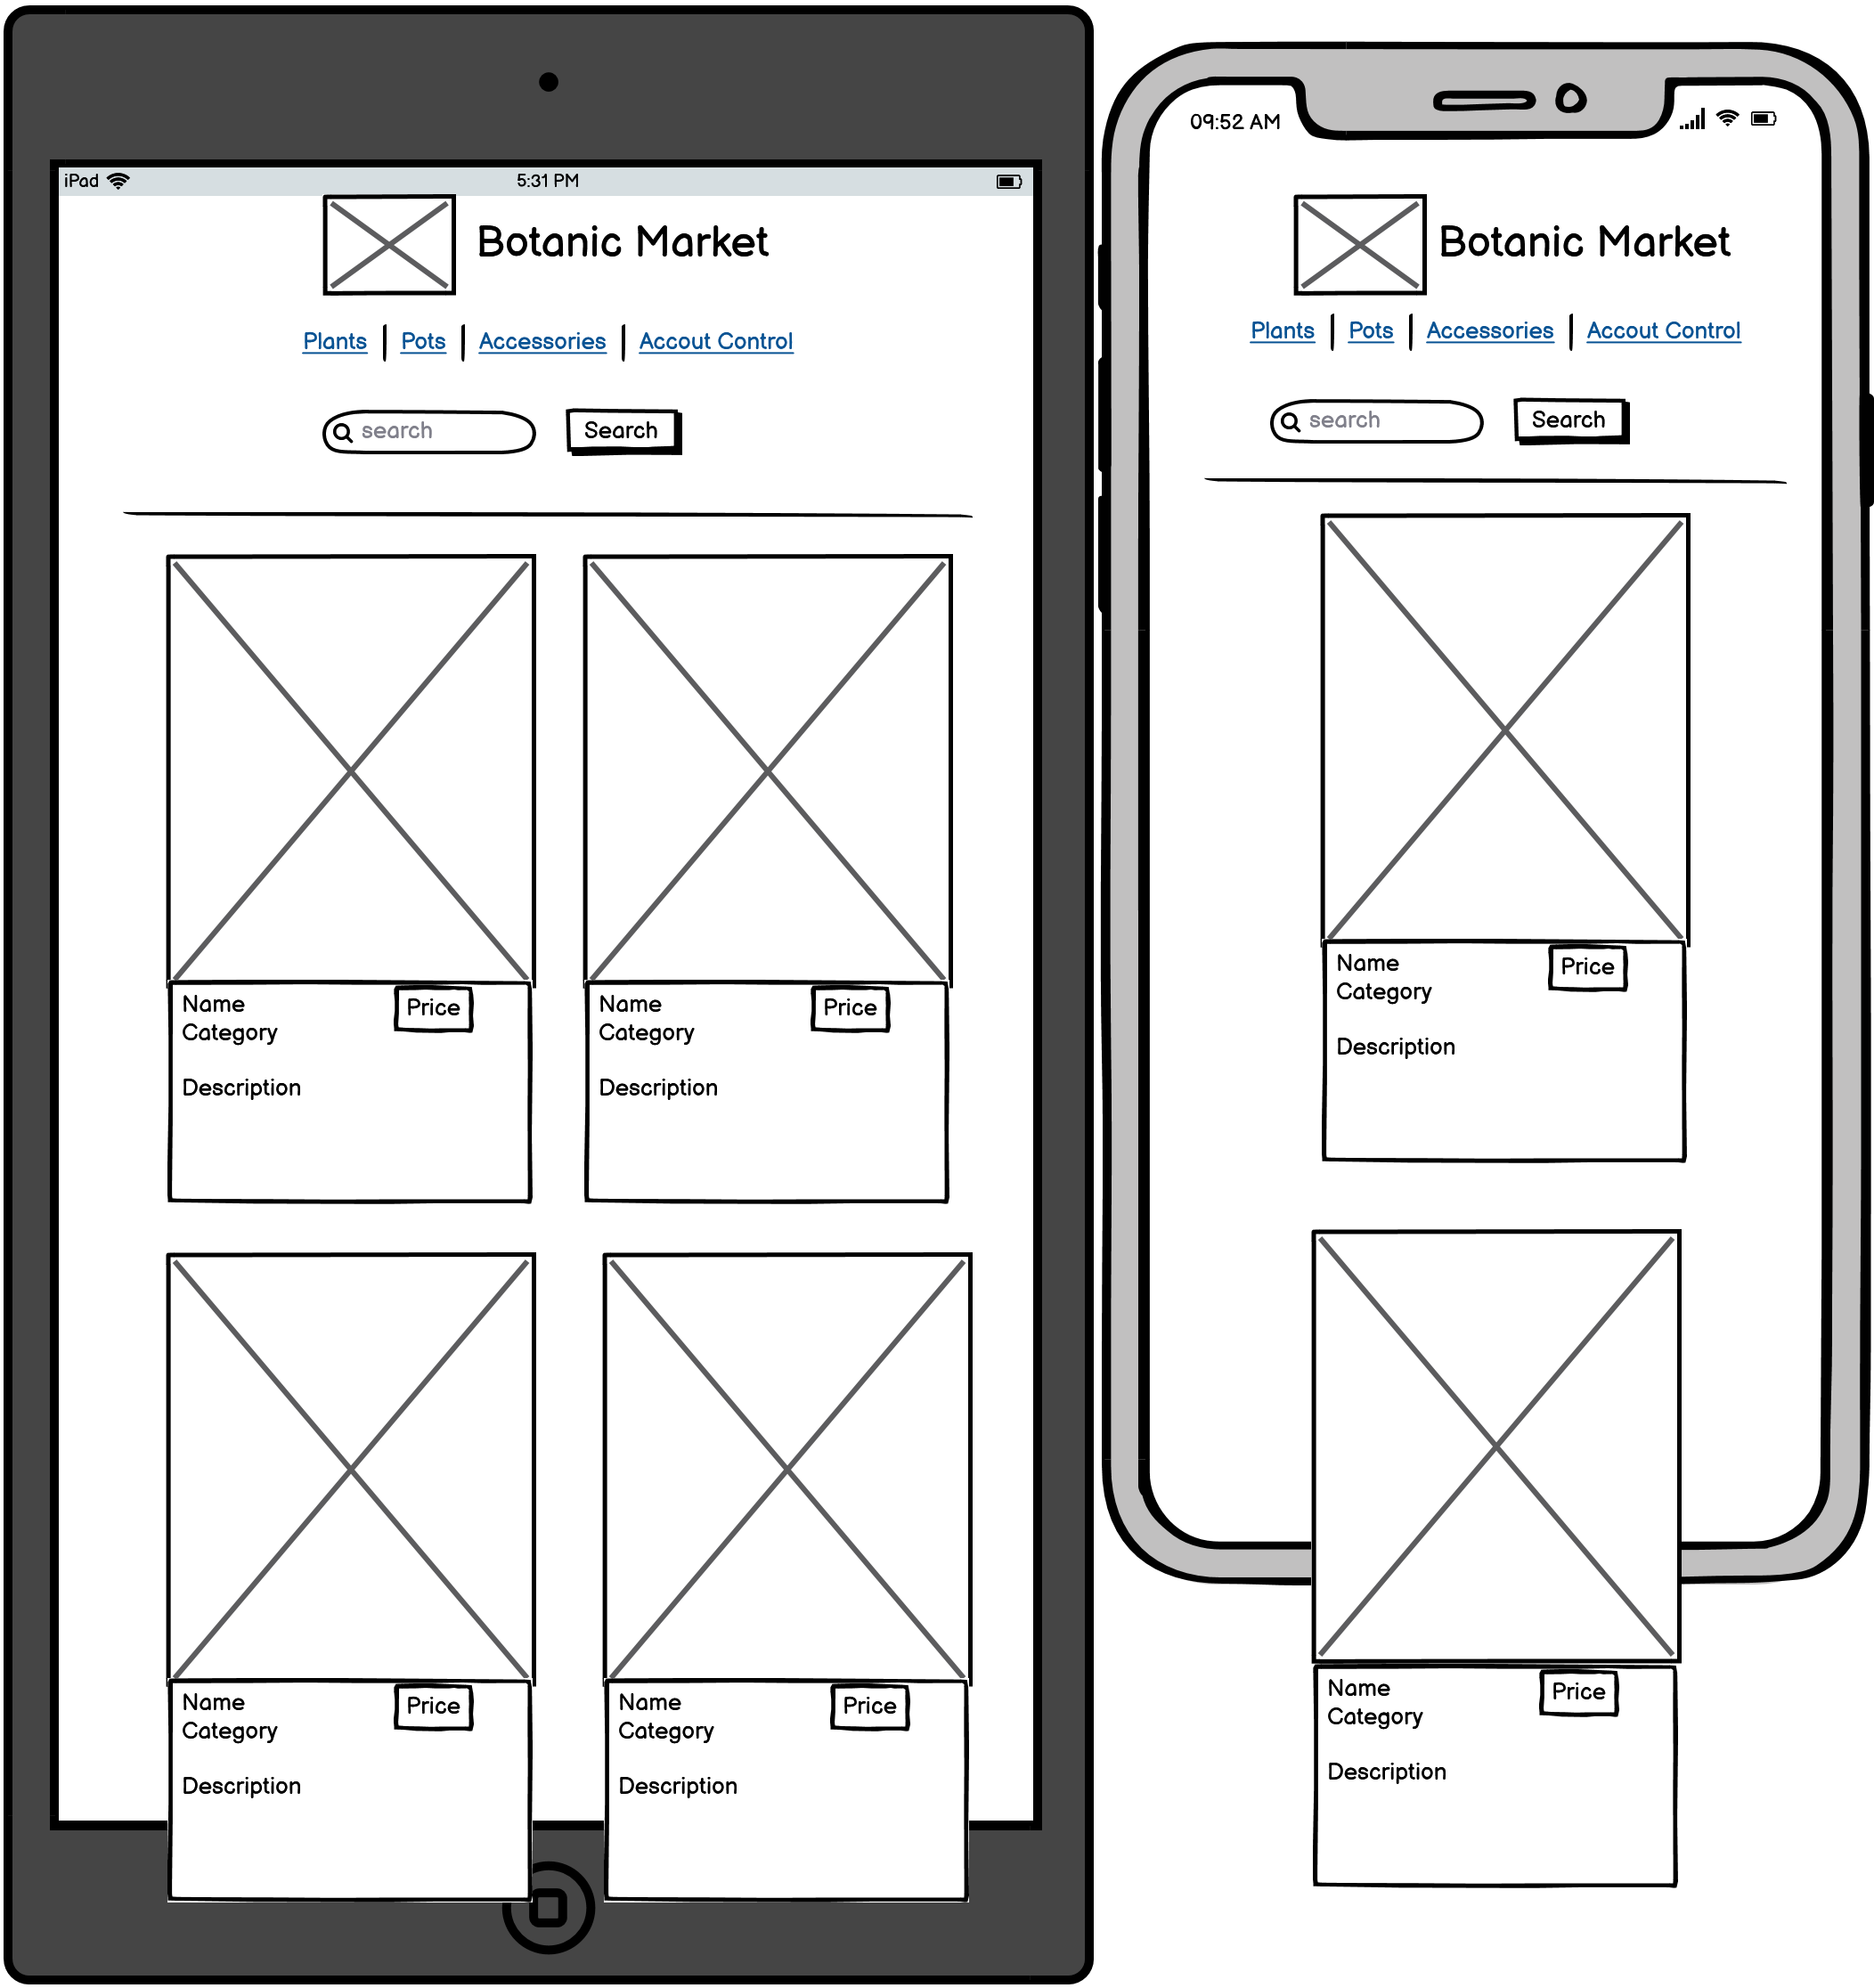 iPad 5:31 PM
Botanic Market
Plants Pots Accessories Accout Control
search Search
Name Price
Category
Description
Name Price
Category
Description
Name Price
Category
Description
Name Price
Category
Description
09:52 AM
Botanic Market
Plants Pots Accessories Accout Control
search Search
Name Price
Category
Description
Name Price
Category
Description